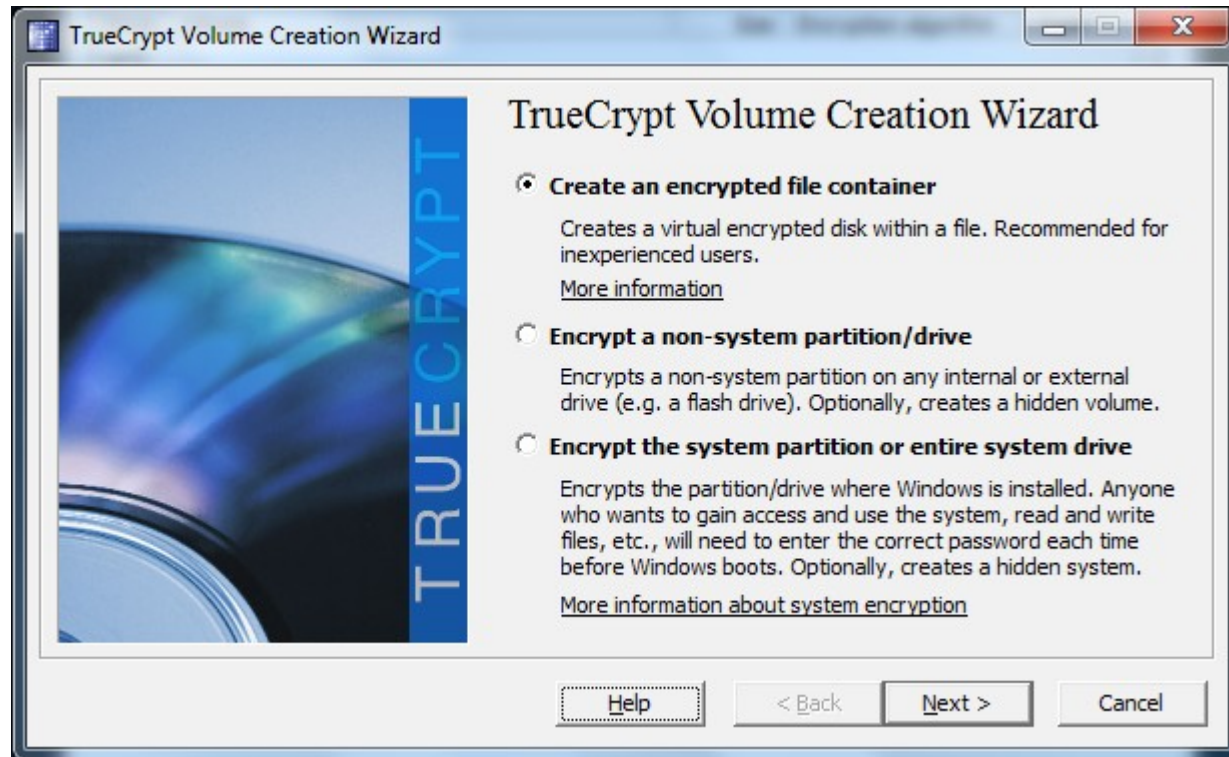 TrueCrypt Volume Creation Wizard
TRUECRYPT
TrueCrypt Volume Creation Wizard
Create an encrypted file container
Creates a virtual encrypted disk within a file. Recommended for
inexperienced users.
More information
Encrypt a non-system partition/drive
Encrypts a non-system partition on any internal or external
drive (e.g. a flash drive). Optionally, creates a hidden volume.
Encrypt the system partition or entire system drive
Encrypts the partition/drive where Windows is installed. Anyone
who wants to gain access and use the system, read and write
files, etc., will need to enter the correct password each time
before Windows boots. Optionally, creates a hidden system.
More information about system encryption
Help
< Back
Next >
Cancel